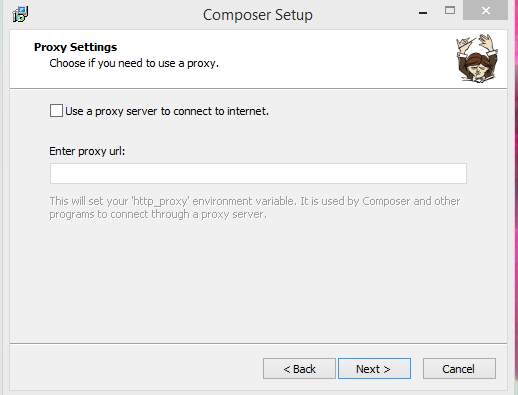 Composer Setup
Proxy Settings
Choose if you need to use a proxy.
Use a proxy server to connect to internet.
Enter proxy url:
This will set your 'http_proxy' environment variable. It is used by Composer and other
programs to connect through a proxy server.
< Back
Next >
Cancel